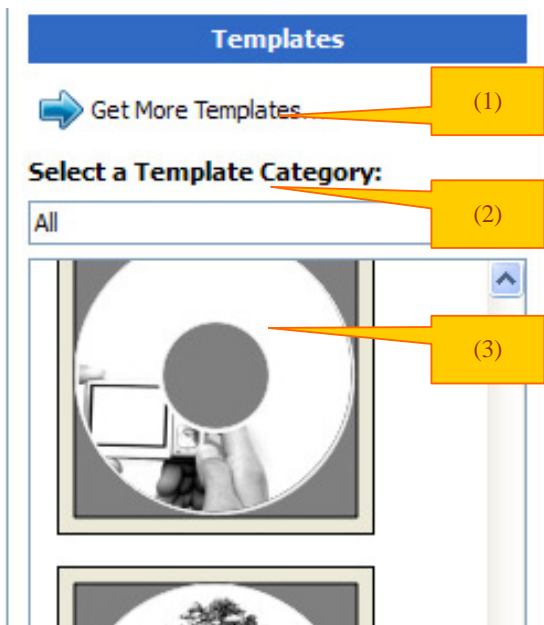 Templates
Get More Templates...
(1)
Select a Template Category:
(2)
All
(3)